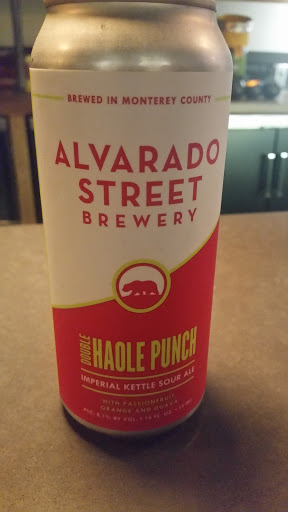 BREWED IN MONTEREY COUNTY
ALVARADO
STREET
BREWERY
DOUBLE
HAOLE PUNCH
IMPERIAL KETTLE SOUR ALE
WITH PASSIONFRUIT,
ORANGE AND GUAVA